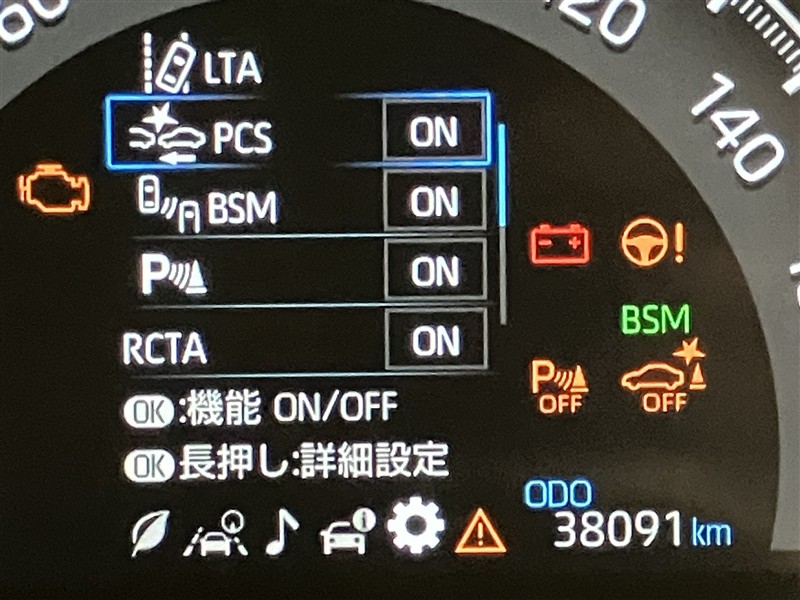 120
140
LTA
PCS ON
BSM ON
P ON
RCTA ON
BSM
P OFF
OFF
OK:機能 ON/OFF
OK長押し:詳細設定
ODO
38091 km